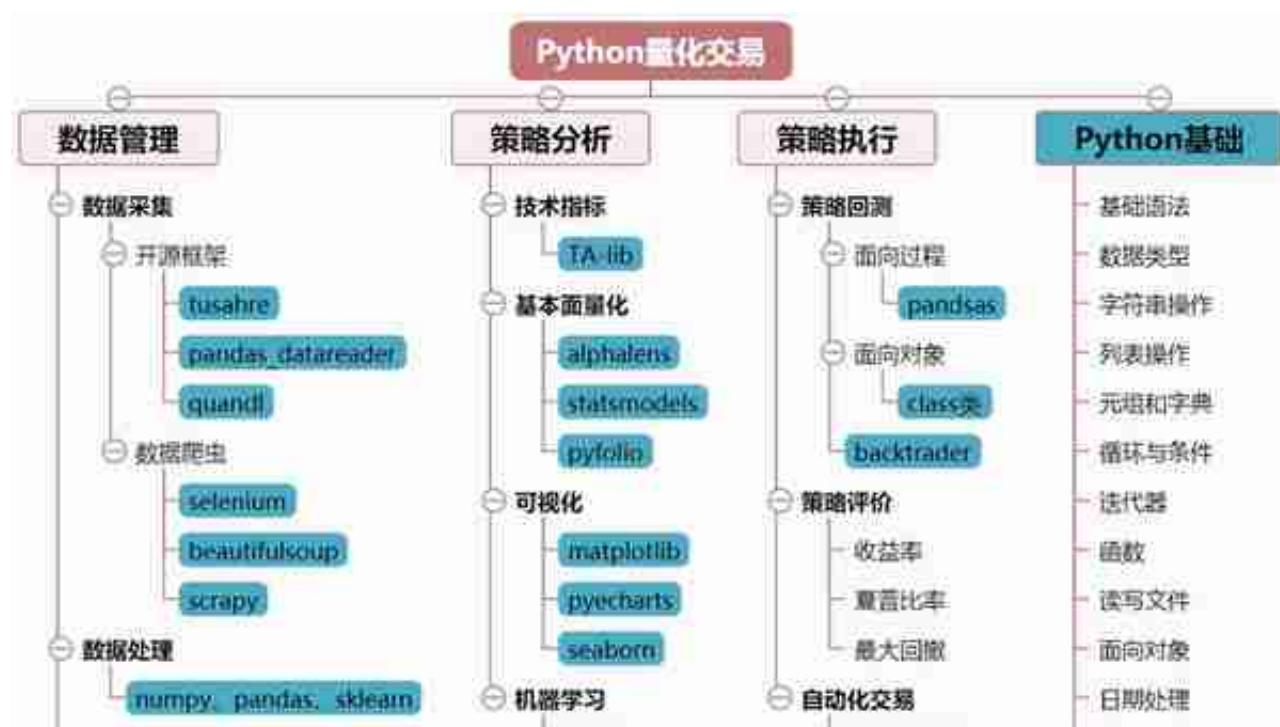 Python量化交易
数据管理
数据采集
开源框架
tusahre
pandas_datareader
quandl
数据爬虫
selenium
beautifulsoup
scrapy
数据处理
numpy、pandas、sklearn
策略分析
技术指标
TA-lib
基本面量化
alphalens
statsmodels
pyfolio
可视化
matplotlib
pyecharts
seaborn
机器学习
策略执行
策略回测
面向过程
pandsas
面向对象
class类
backtrader
策略评价
收益率
夏普比率
最大回撤
自动化交易
Python基础
基础语法
数据类型
字符串操作
列表操作
元组和字典
循环与条件
迭代器
函数
读写文件
面向对象
日期处理